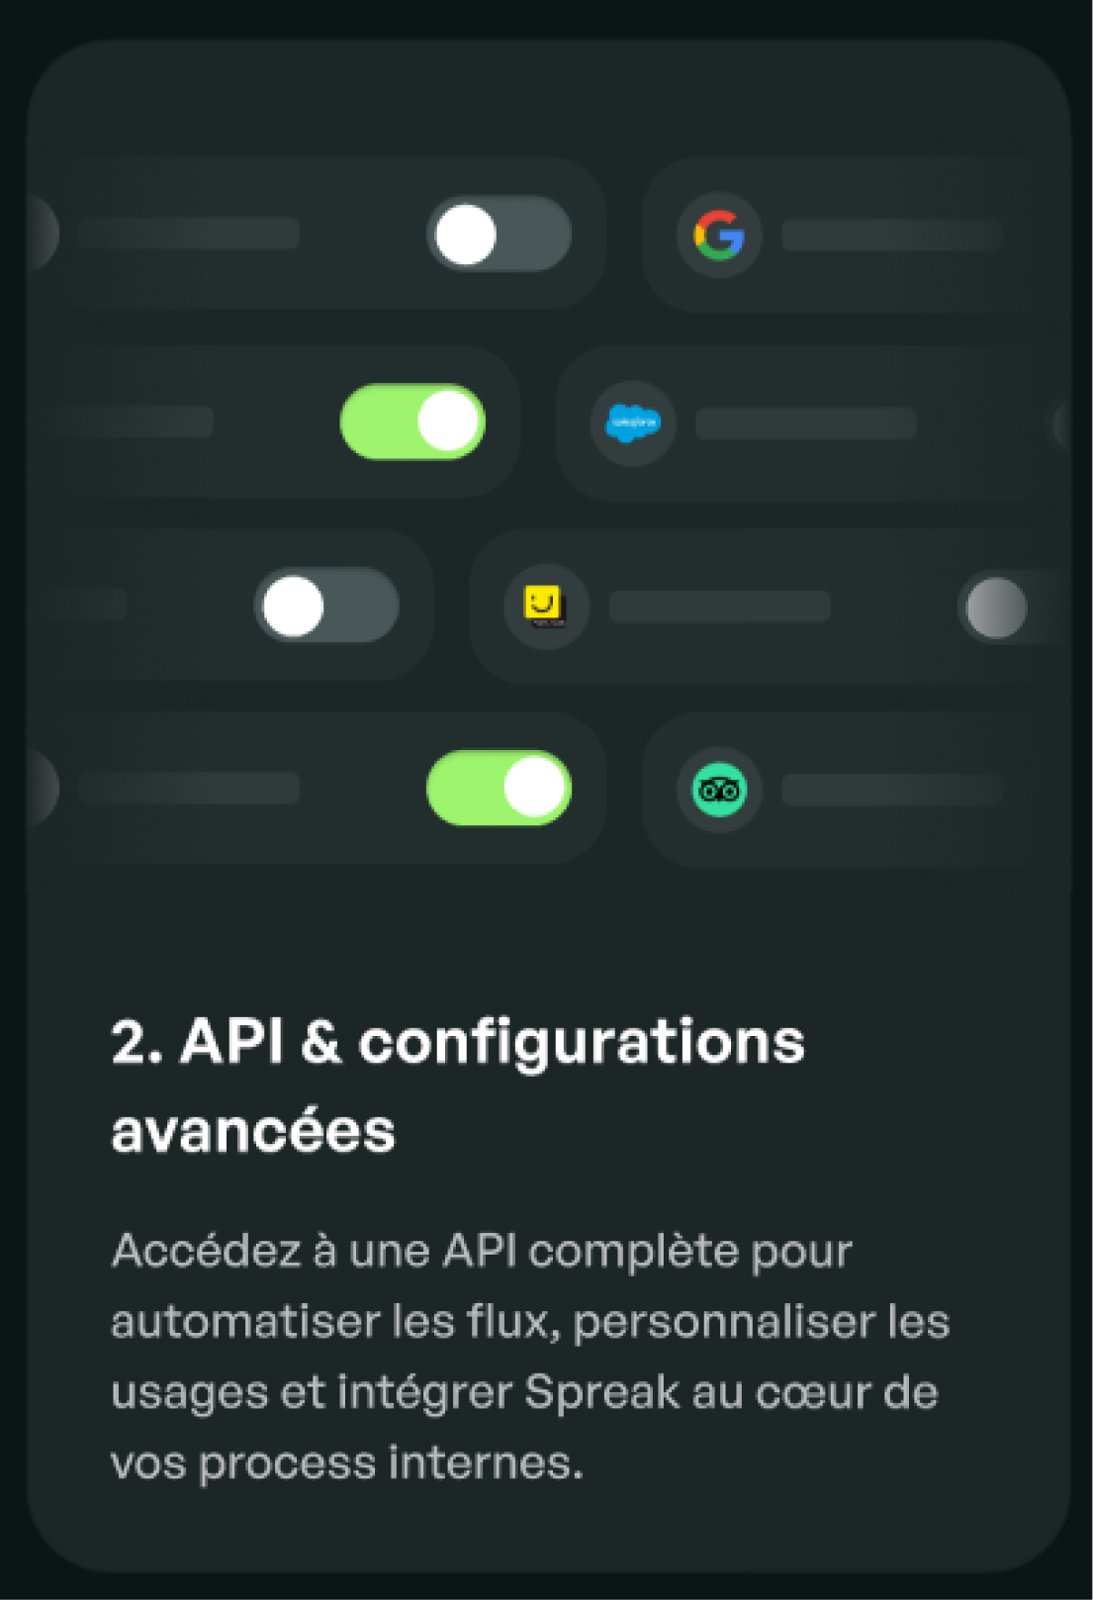 salesforce
2. API & configurations
avancées
Accédez à une API complète pour
automatiser les flux, personnaliser les
usages et intégrer Spreak au cœur de
vos process internes.